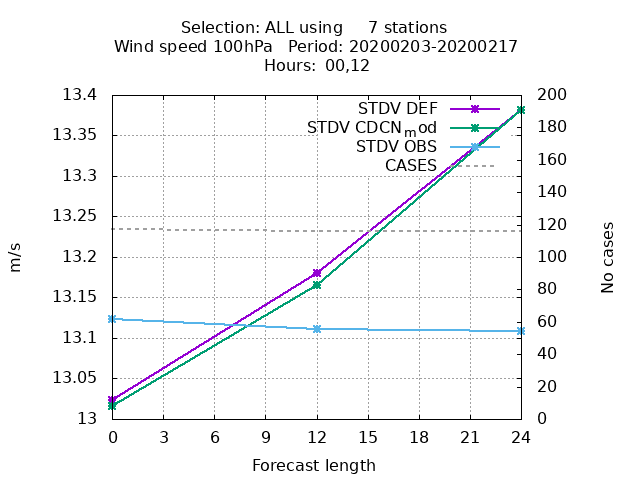 Selection: ALL using 7 stations
Wind speed 100hPa Period: 20200203-20200217
Hours: 00,12
13.4
13.35
13.3
13.25
13.2
13.15
13.1
13.05
13
m/s
STDV DEF
STDV CDCNmod
STDV OBS
CASES
200
180
160
140
120
100
80
60
40
20
0
No cases
0 3 6 9 12 15 18 21 24
Forecast length